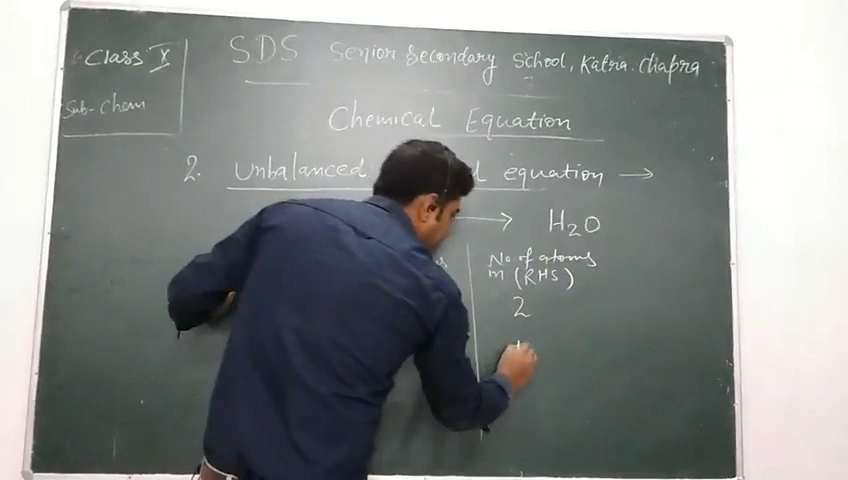 Class X
SDS Senior Secondary School, Katra. Chapra
Sub- Chem
Chemical Equation
2. Unbalanced equation →
→ H2O
No. of atoms
in (RHS)
2